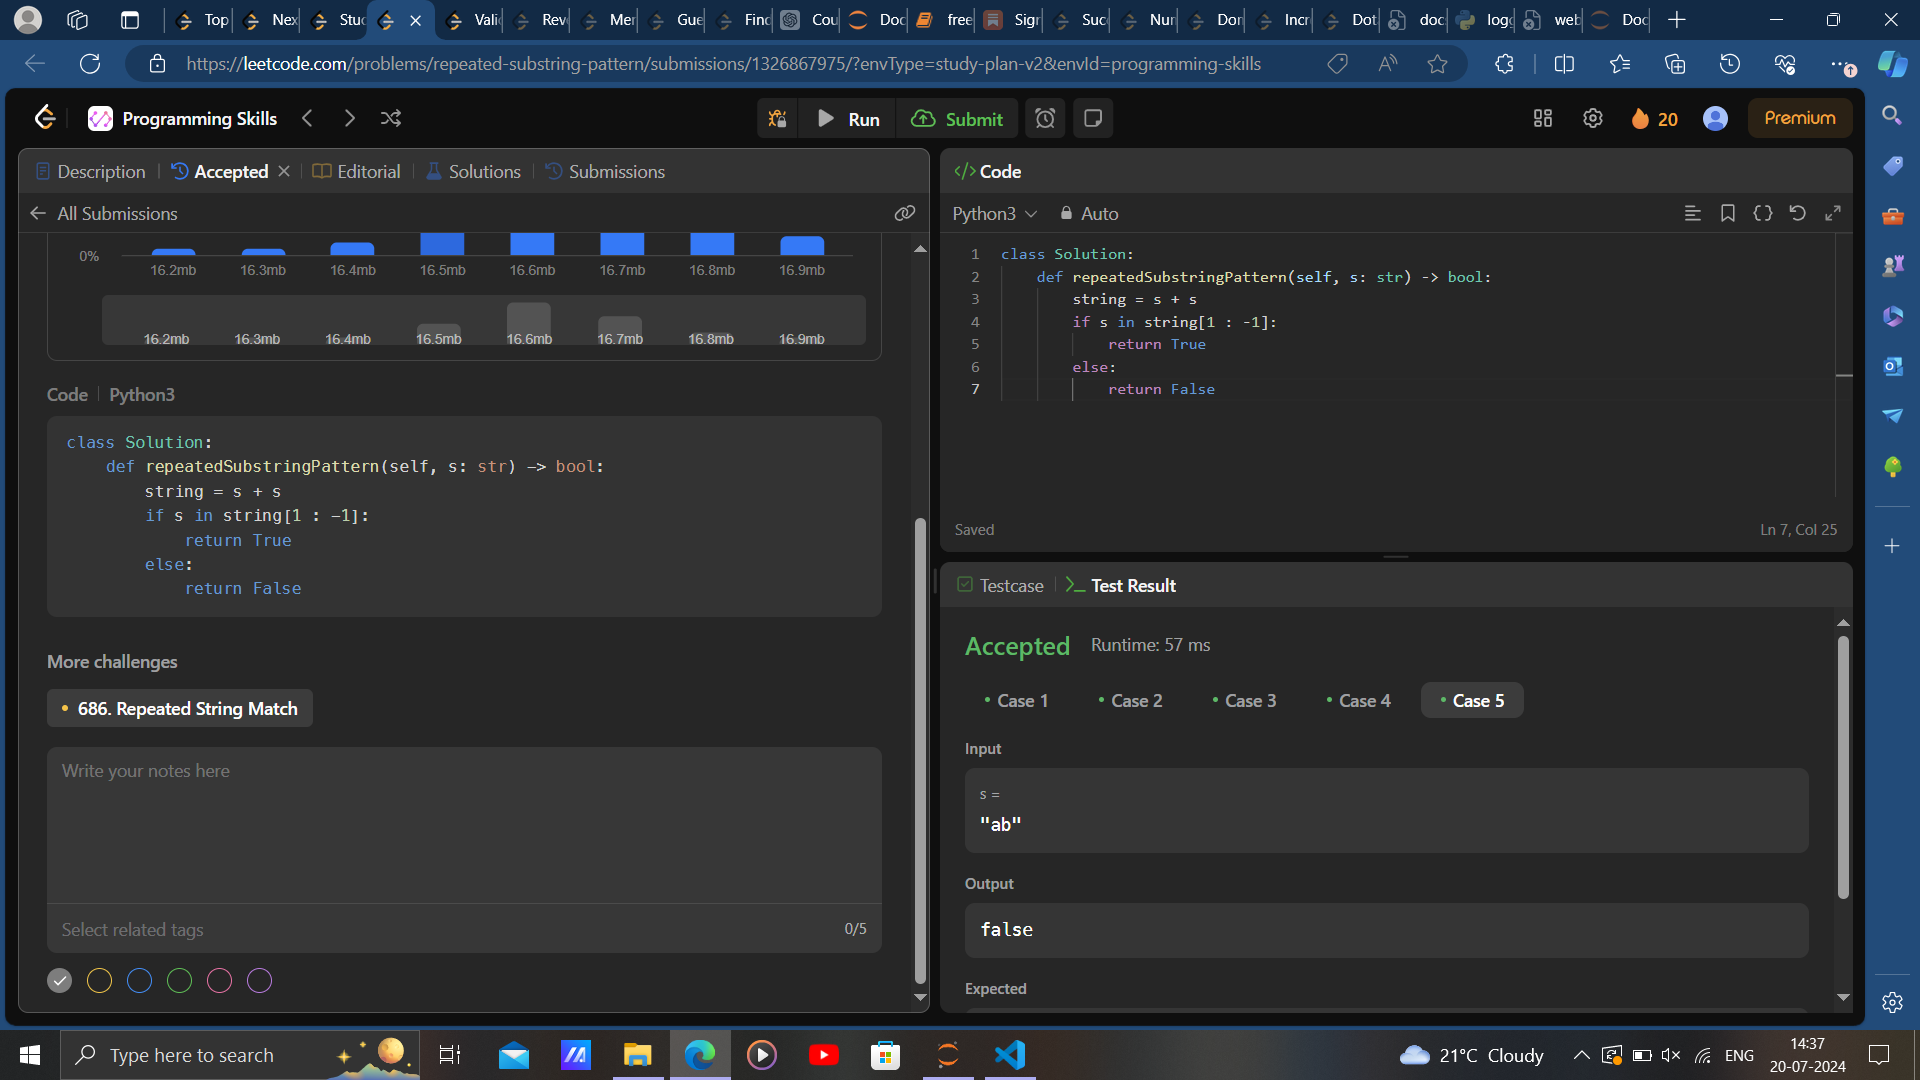 Top
Nex
Stuc
Valid
Reve
Mer
Gue
Find
Cou
Doc
free
Sign
Suc
Nun
Don
Incre
Dot
doc
logg
web
Doc
https://leetcode.com/problems/repeated-substring-pattern/submissions/1326867975/?envType=study-plan-v2&envId=programming-skills
Programming Skills
Run
Submit
20
Premium
Description
Accepted
Editorial
Solutions
Submissions
All Submissions
0%
16.2mb 16.3mb 16.4mb 16.5mb 16.6mb 16.7mb 16.8mb 16.9mb
16.2mb 16.3mb 16.4mb 16.5mb 16.6mb 16.7mb 16.8mb 16.9mb
Code | Python3
class Solution:
def repeatedSubstringPattern(self, s: str) -> bool:
string = s + s
if s in string[1 : -1]:
return True
else:
return False
More challenges
686. Repeated String Match
Write your notes here
Select related tags 0/5
</> Code
Python3 Auto
1 class Solution:
2 def repeatedSubstringPattern(self, s: str) -> bool:
3 string = s + s
4 if s in string[1 : -1]:
5 return True
6 else:
7 return False
Saved Ln 7, Col 25
Testcase >_ Test Result
Accepted Runtime: 57 ms
• Case 1 • Case 2 • Case 3 • Case 4 • Case 5
Input
s =
"ab"
Output
false
Expected
Type here to search
21°C Cloudy
ENG
14:37
20-07-2024